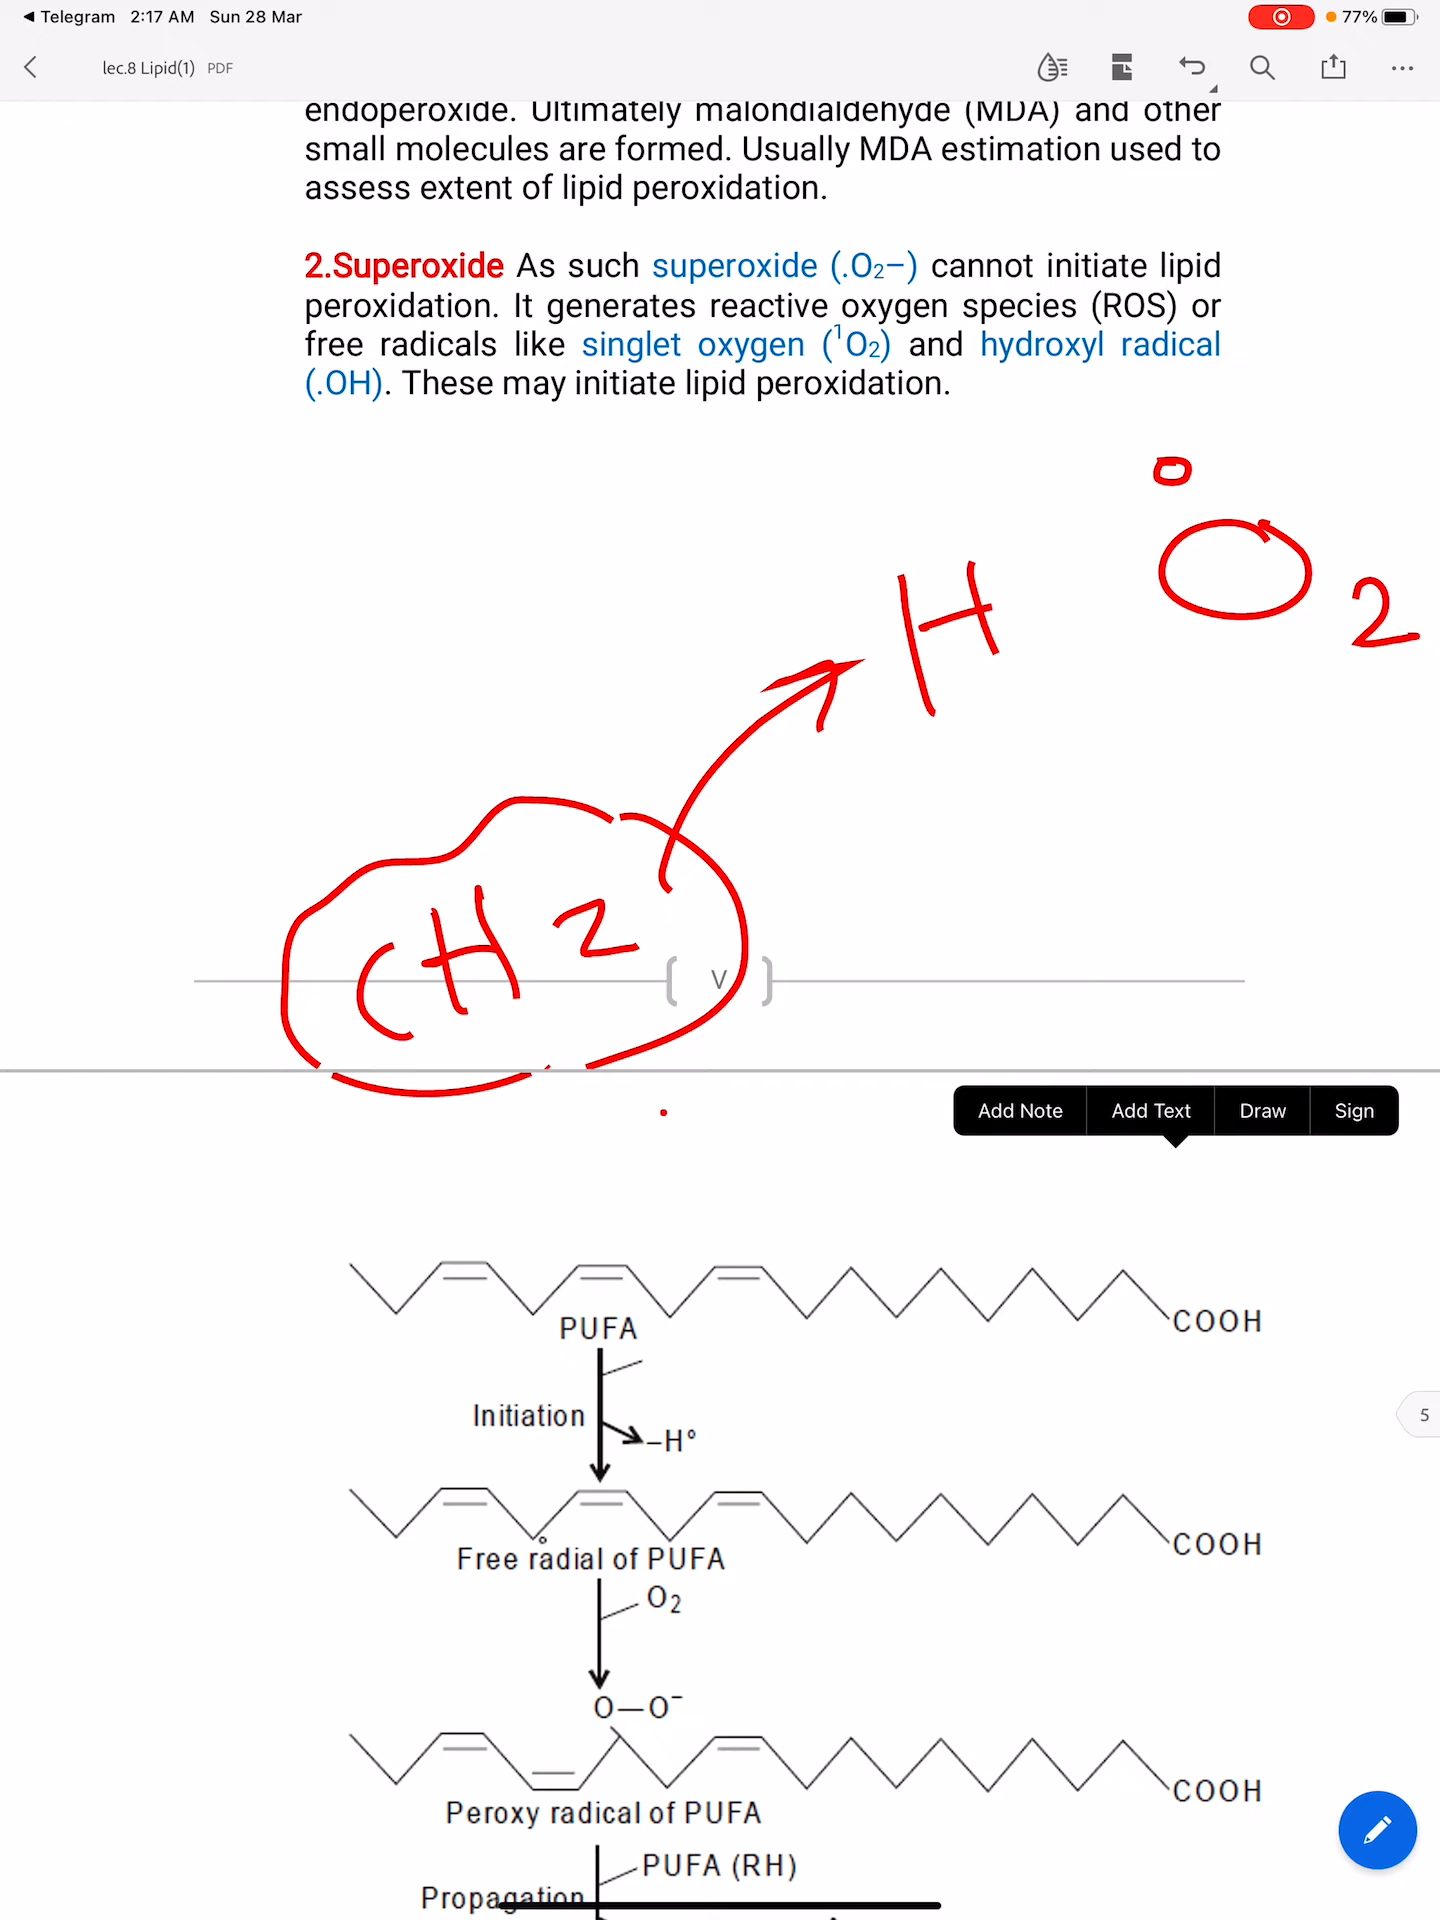 Telegram 2:17 AM Sun 28 Mar 77%
lec.8 Lipid(1) PDF
endoperoxide. Ultimately malondialdehyde (MDA) and other
small molecules are formed. Usually MDA estimation used to
assess extent of lipid peroxidation.
2.Superoxide As such superoxide (.O2–) cannot initiate lipid
peroxidation. It generates reactive oxygen species (ROS) or
free radicals like singlet oxygen (¹O2) and hydroxyl radical
(.OH). These may initiate lipid peroxidation.
H O 2
CH2
V
Add Note Add Text Draw Sign
COOH
PUFA
Initiation
–H°
5
COOH
Free radial of PUFA
O2
O—O⁻
COOH
Peroxy radical of PUFA
PUFA (RH)
Propagation